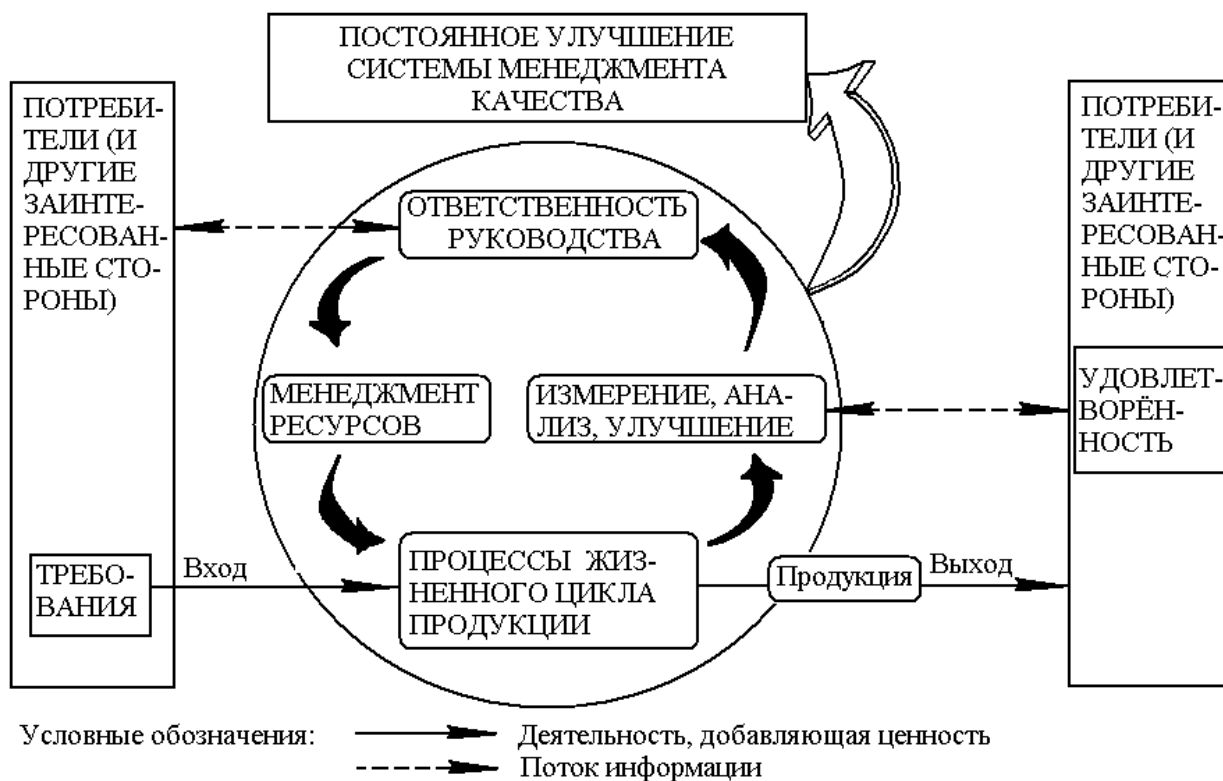 ПОСТОЯННОЕ УЛУЧШЕНИЕ
СИСТЕМЫ МЕНЕДЖМЕНТА
КАЧЕСТВА
ПОТРЕБИ-
ТЕЛИ (И
ДРУГИЕ
ЗАИНТЕ-
РЕСОВАН-
НЫЕ СТО-
РОНЫ)
ТРЕБО-
ВАНИЯ
Вход
ОТВЕТСТВЕННОСТЬ
РУКОВОДСТВА
МЕНЕДЖМЕНТ
РЕСУРСОВ
ИЗМЕРЕНИЕ, АНА-
ЛИЗ, УЛУЧШЕНИЕ
ПРОЦЕССЫ ЖИЗ-
НЕННОГО ЦИКЛА
ПРОДУКЦИИ
Продукция
Выход
ПОТРЕБИ-
ТЕЛИ (И
ДРУГИЕ
ЗАИНТЕ-
РЕСОВАН-
НЫЕ СТО-
РОНЫ)
УДОВЛЕТ-
ВОРЁН-
НОСТЬ
Условные обозначения:
Деятельность, добавляющая ценность
Поток информации